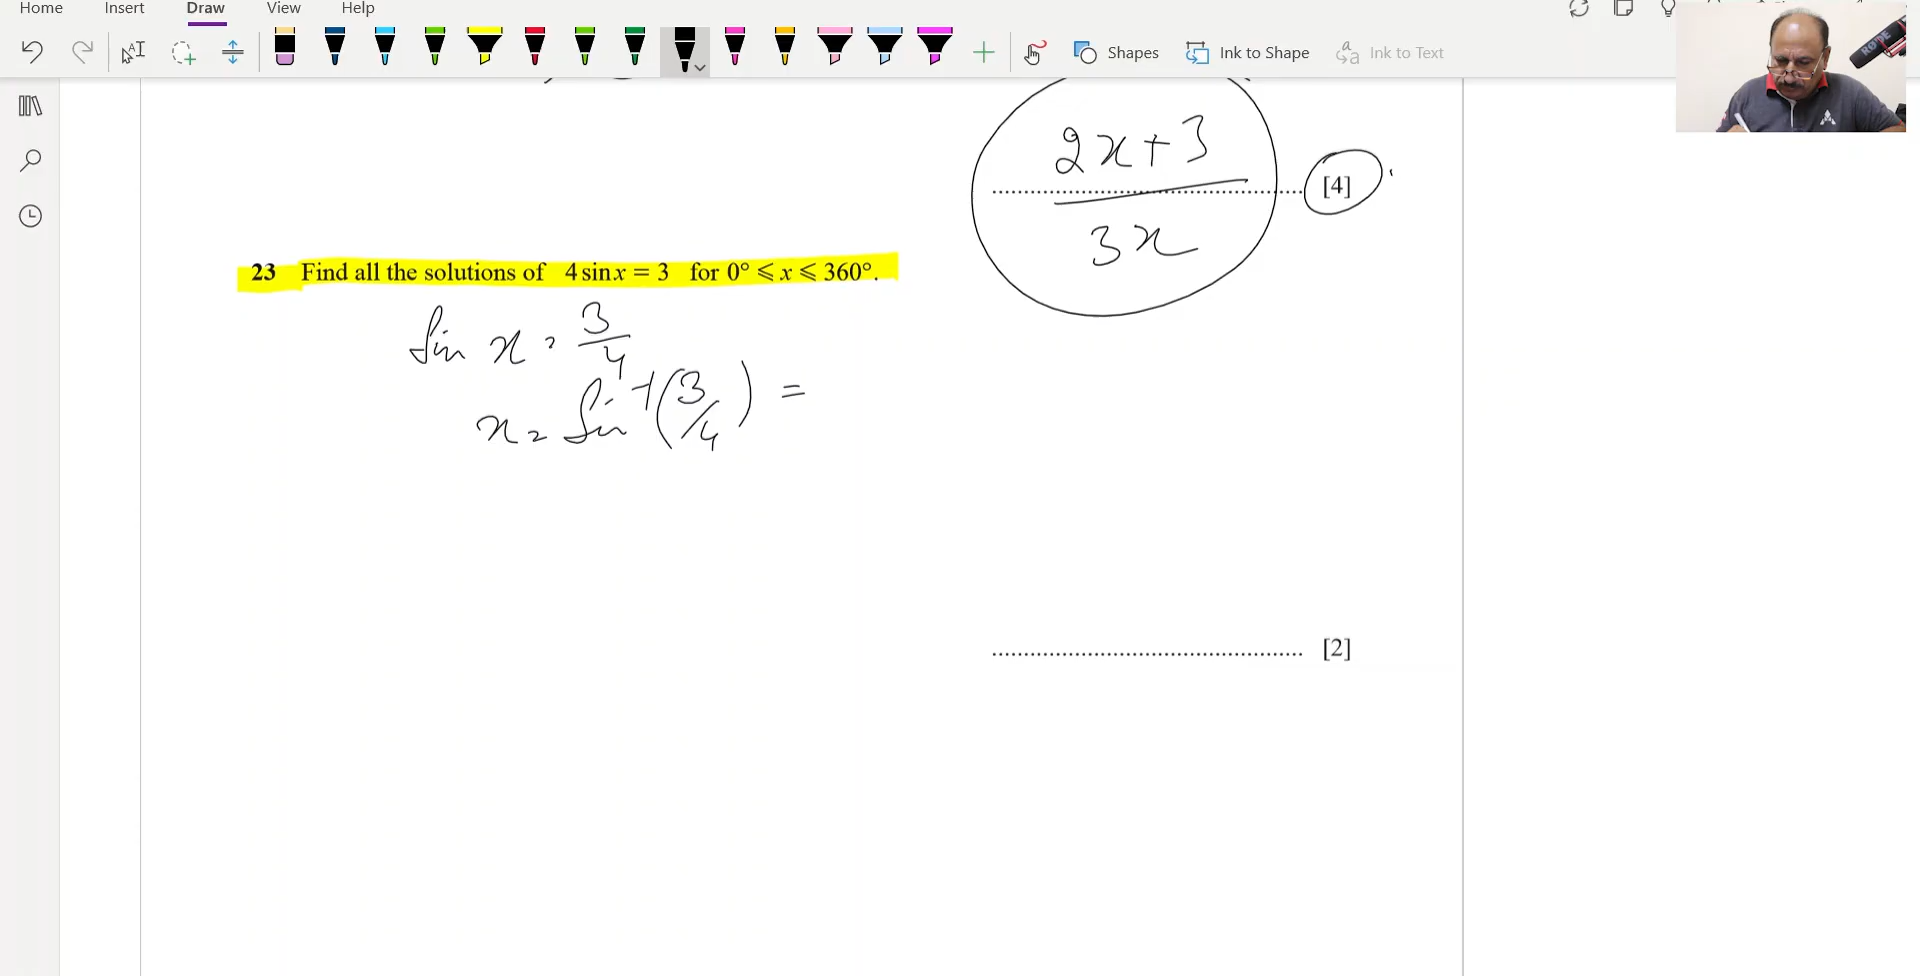 Home Insert Draw View Help
Shapes Ink to Shape Ink to Text
RØDE
2x+3
[4]
3x
23 Find all the solutions of 4 sin x = 3 for 0° ⩽ x ⩽ 360°.
Sin x = 3/4
x = Sin⁻¹(3/4) =
[2]